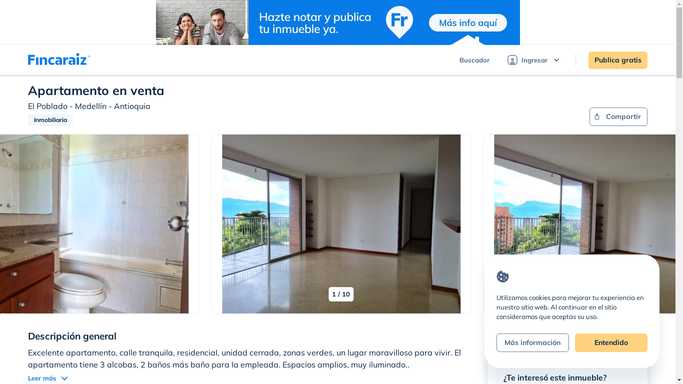 Hazte notar y publica
tu inmueble ya.
Fr
Más info aquí
Fincaraiz
Buscador
Ingresar
Publica gratis
Apartamento en venta
El Poblado - Medellín - Antioquia
Inmobiliaria
Compartir
1 / 10
Utilizamos cookies para mejorar tu experiencia en
nuestro sitio web. Al continuar en el sitio
consideramos que aceptas su uso.
Más información
Entendido
Descripción general
Excelente apartamento, calle tranquila, residencial, unidad cerrada, zonas verdes, un lugar maravilloso para vivir. El
apartamento tiene 3 alcobas, 2 baños más baño para la empleada. Espacios amplios, muy iluminado..
Leer más
¿Te interesó este inmueble?